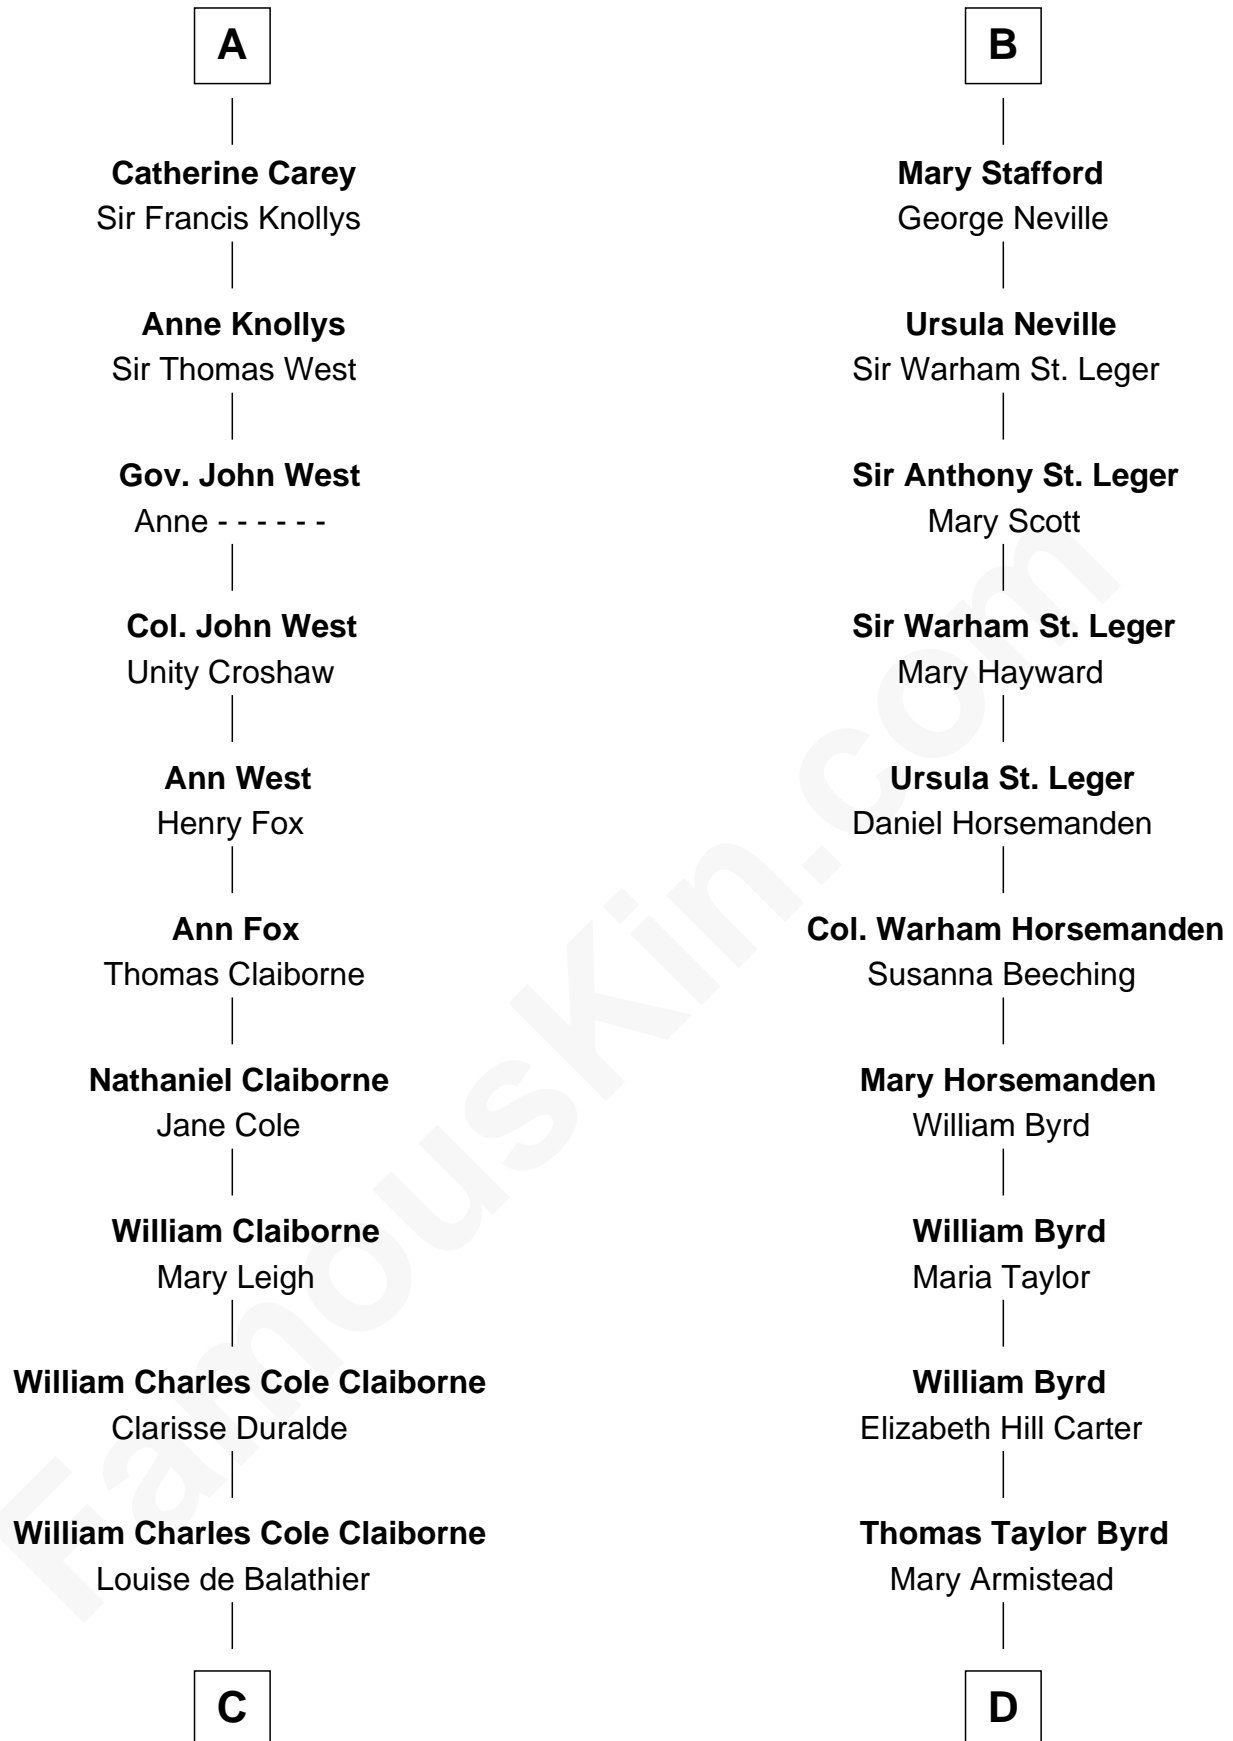 A
Catherine Carey
Sir Francis Knollys
Anne Knollys
Sir Thomas West
Gov. John West
Anne - - - - - -
Col. John West
Unity Croshaw
Ann West
Henry Fox
Ann Fox
Thomas Claiborne
Nathaniel Claiborne
Jane Cole
William Claiborne
Mary Leigh
William Charles Cole Claiborne
Clarisse Duralde
William Charles Cole Claiborne
Louise de Balathier
C
B
Mary Stafford
George Neville
Ursula Neville
Sir Warham St. Leger
Sir Anthony St. Leger
Mary Scott
Sir Warham St. Leger
Mary Hayward
Ursula St. Leger
Daniel Horsemanden
Col. Warham Horsemanden
Susanna Beeching
Mary Horsemanden
William Byrd
William Byrd
Maria Taylor
William Byrd
Elizabeth Hill Carter
Thomas Taylor Byrd
Mary Armistead
D
FamousKin.com